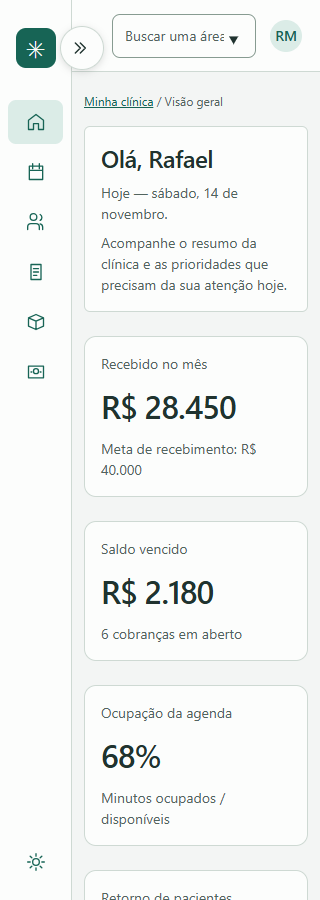 Buscar uma área
RM
Minha clínica / Visão geral
Olá, Rafael
Hoje — sábado, 14 de
novembro.
Acompanhe o resumo da
clínica e as prioridades que
precisam da sua atenção hoje.
Recebido no mês
R$ 28.450
Meta de recebimento: R$
40.000
Saldo vencido
R$ 2.180
6 cobranças em aberto
Ocupação da agenda
68%
Minutos ocupados /
disponíveis
Retorno de pacientes